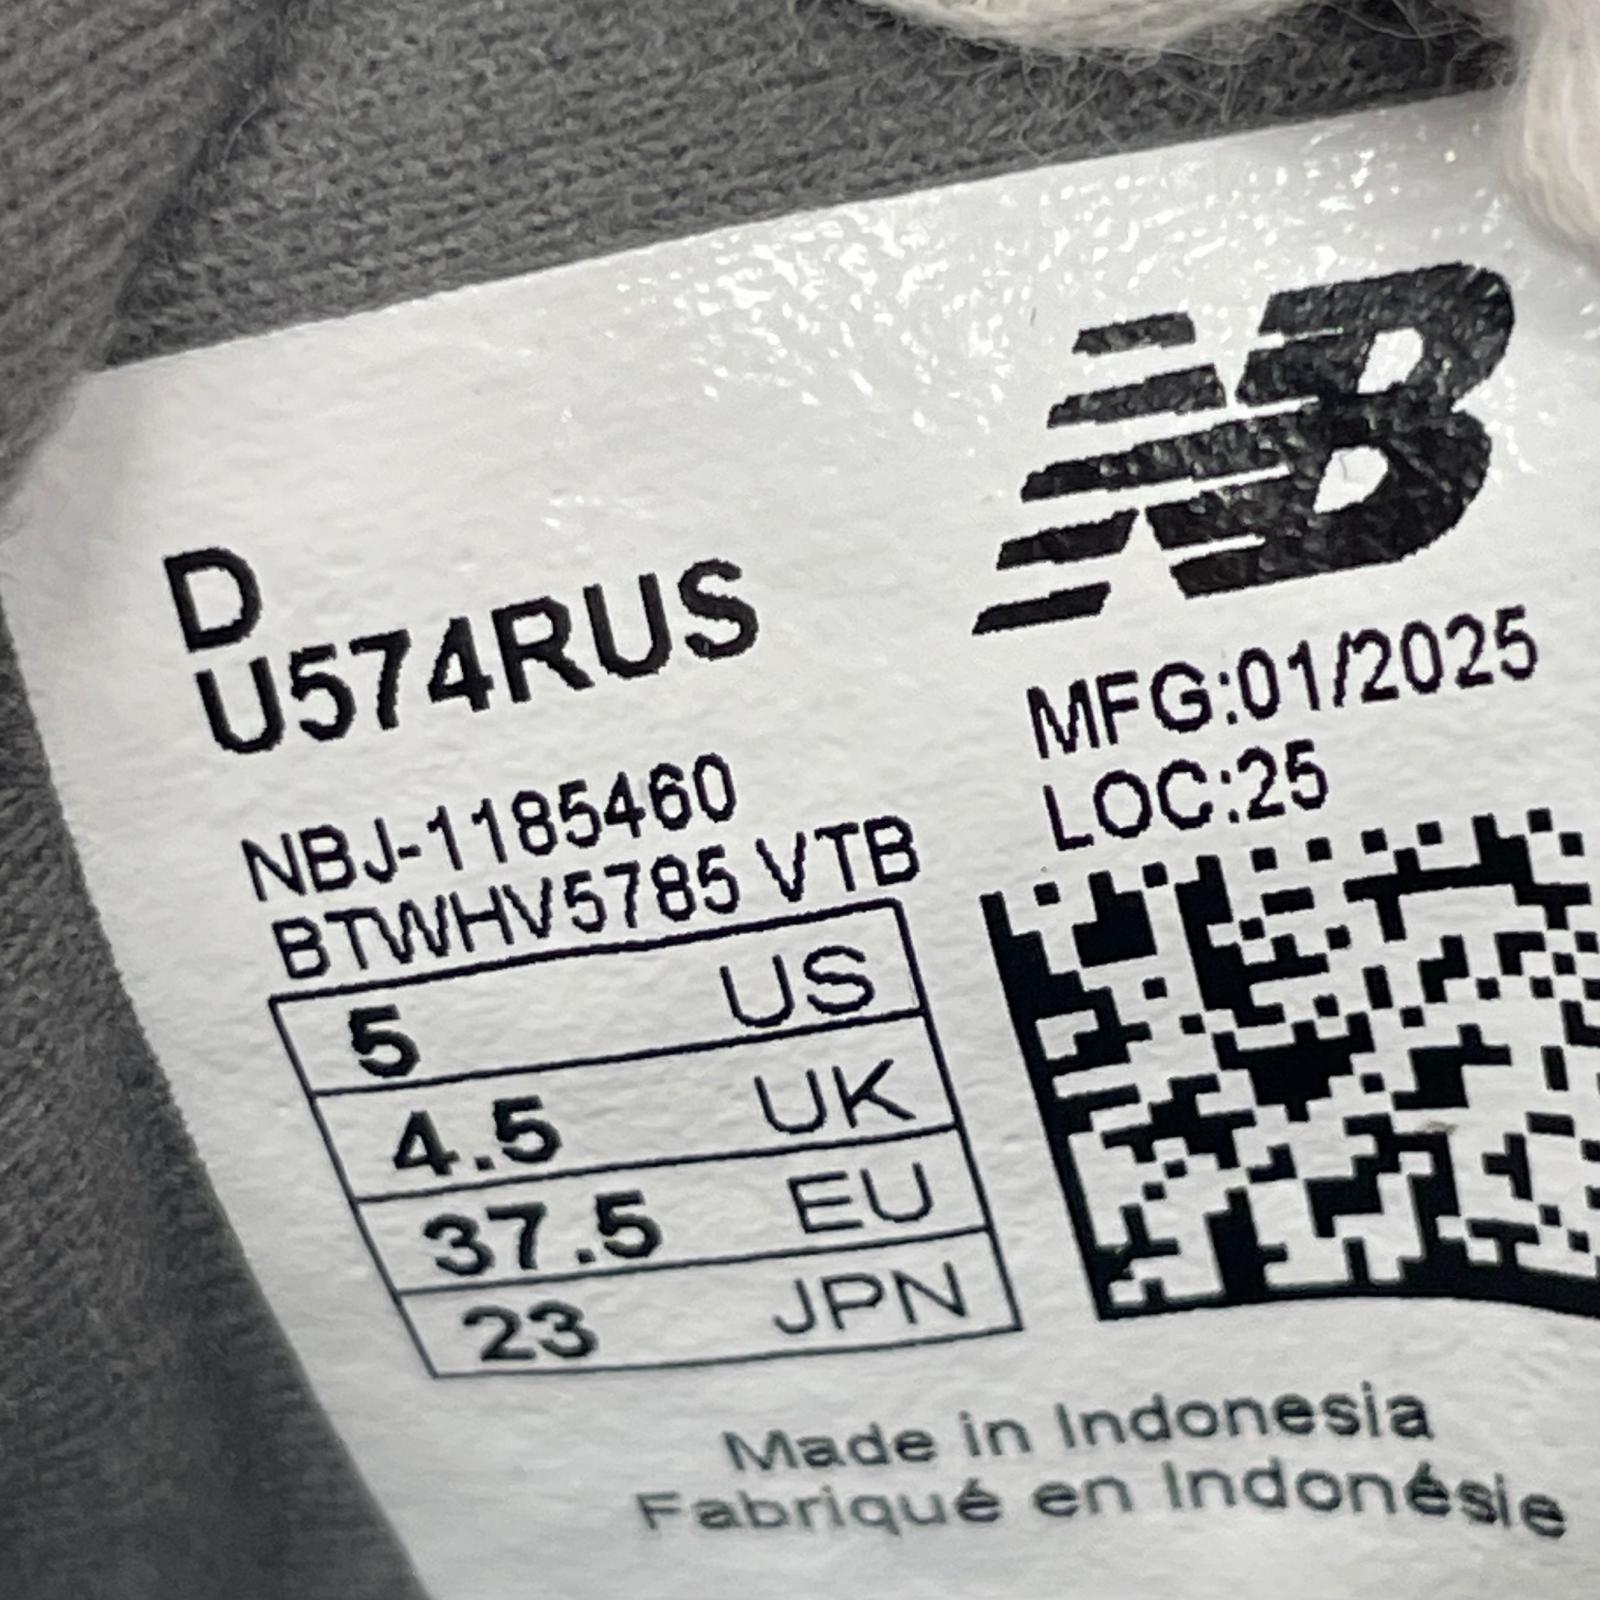 NB
D
U574RUS
MFG:01/2025
LOC:25
NBJ-1185460
BTWHV5785 VTB
5 US
4.5 UK
37.5 EU
23 JPN
Made in Indonesia
Fabriqué en Indonésie